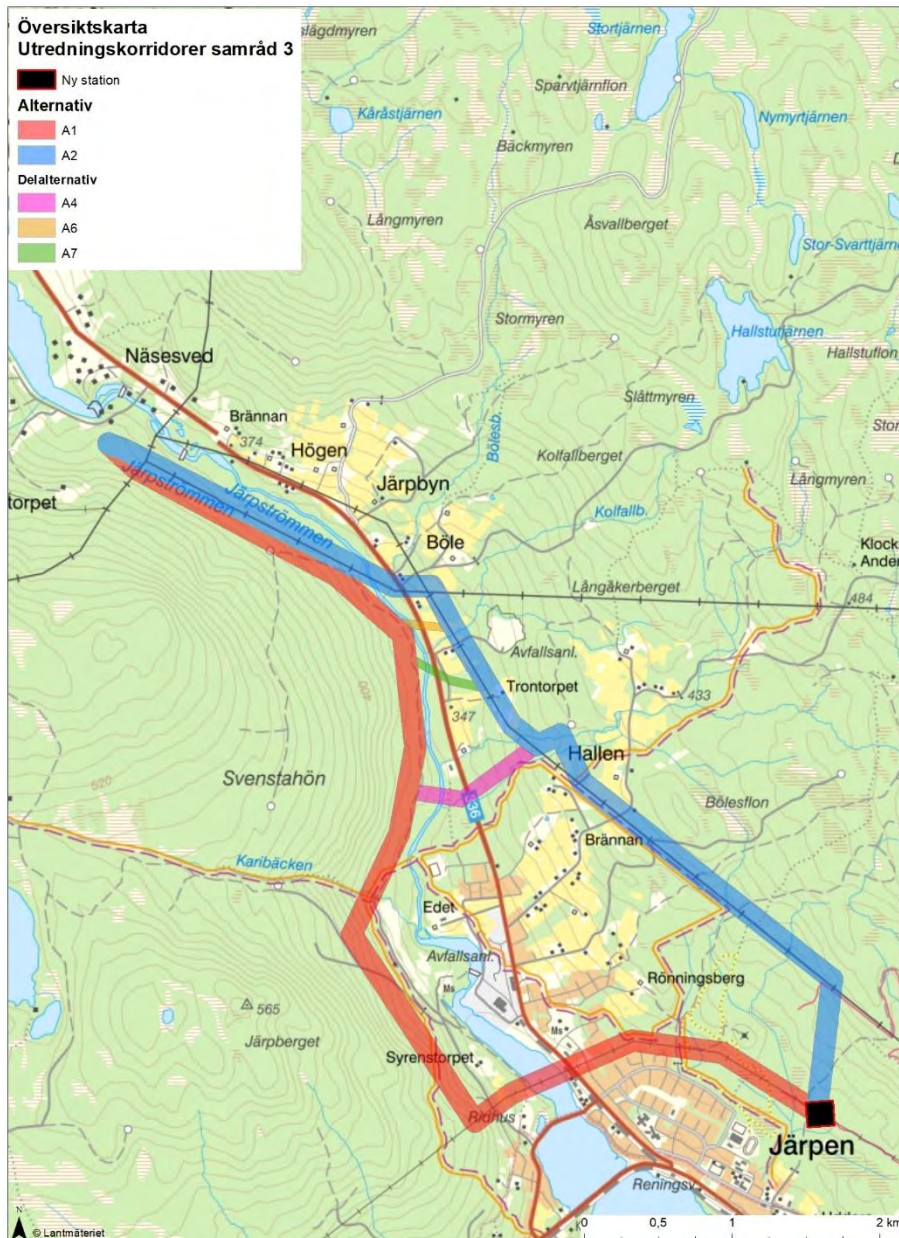 Översiktskarta
Utredningskorridorer samråd 3
Ny station
Alternativ
A1
A2
Delalternativ
A4
A6
A7
Stortjärnen
Sparvtjärnflon
Kåråstjärnen
Nymyrtjärnen
Bäckmyren
Långmyren
Åsvallberget
Stor-Svarttjärne
Stormyren
Hallstutjärnen
Hallstuflon
Näsesved
Slåttmyren
Brännan
374
Högen
Bölesb.
Kolfallberget
Järpbyn
Långmyren
torpet
Järpströmmen
Järpströmmen
Kolfallb.
Böle
Klock
Ander
Långåkerberget
484
Avfallsanl.
Trontorpet
433
400
347
Hallen
Svenstahön
520
336
Bölesflon
Brännan
Karibäcken
Edet
Avfallsanl.
Rönningsberg
Ms
565
Järpberget
Ms
Syrenstorpet
Ridhus
Järpen
Reningsv.
N
© Lantmäteriet
0 0,5 1 2 km